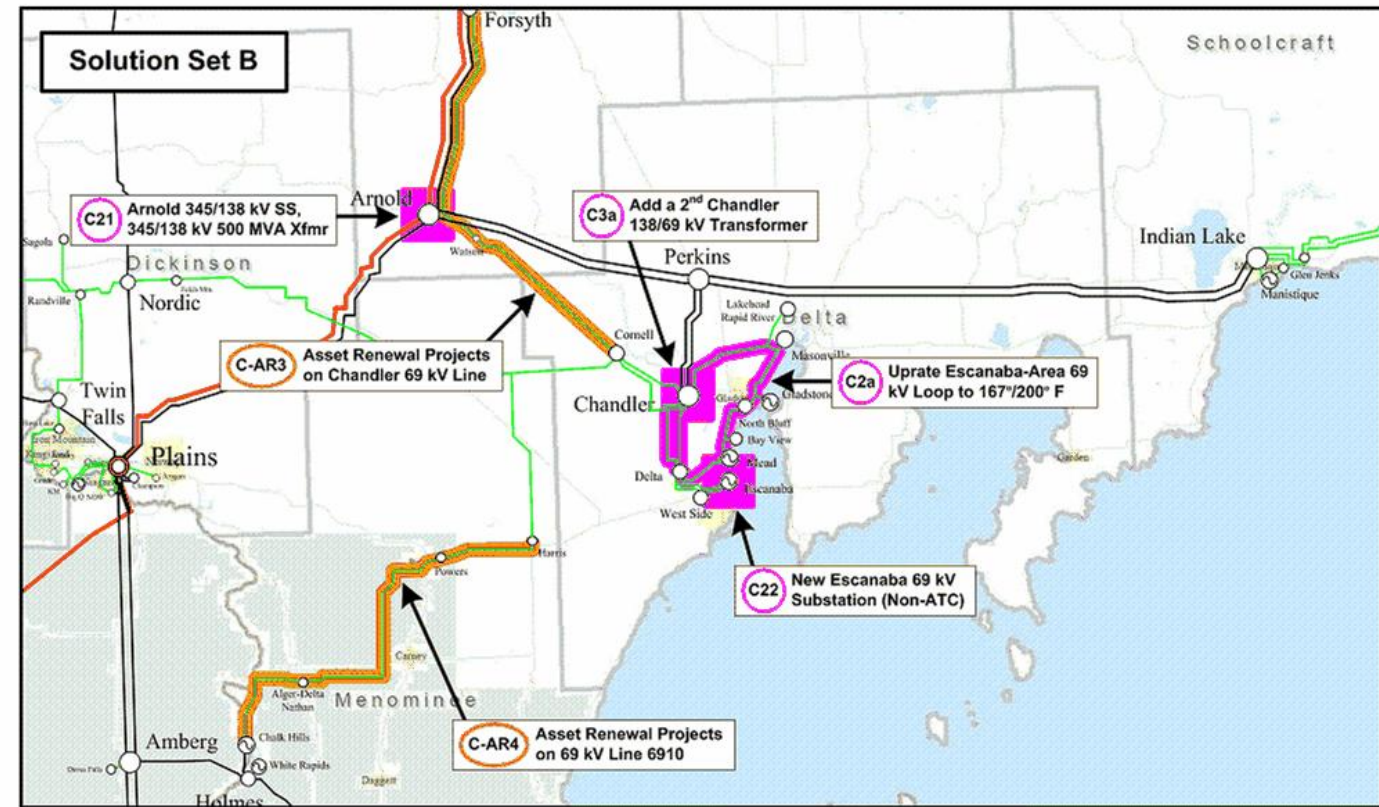 Forsyth
Schoolcraft
Solution Set B
Arnold
C21
Arnold 345/138 kV SS,
345/138 kV 500 MVA Xfmr
C3a
Add a 2nd Chandler
138/69 kV Transformer
Sagola
Watson
Perkins
Indian Lake
Glen Jenks
Manistique
Dickinson
Randville
Nordic
Lakehead
Rapid River
Delta
Cornell
Masonville
C-AR3
Asset Renewal Projects
on Chandler 69 kV Line
C2a
Uprate Escanaba-Area 69
kV Loop to 167°/200° F
Twin
Falls
Chandler
Gladstone
North Bluff
Bay View
Iron Mountain
Plains
Champion
Mead
Garden
Delta
Escanaba
West Side
Harris
Powers
C22
New Escanaba 69 kV
Substation (Non-ATC)
Carney
Alger-Delta
Nathan
Menominee
C-AR4
Asset Renewal Projects
on 69 kV Line 6910
Amberg
Chalk Hills
White Rapids
Daggett
Holmes